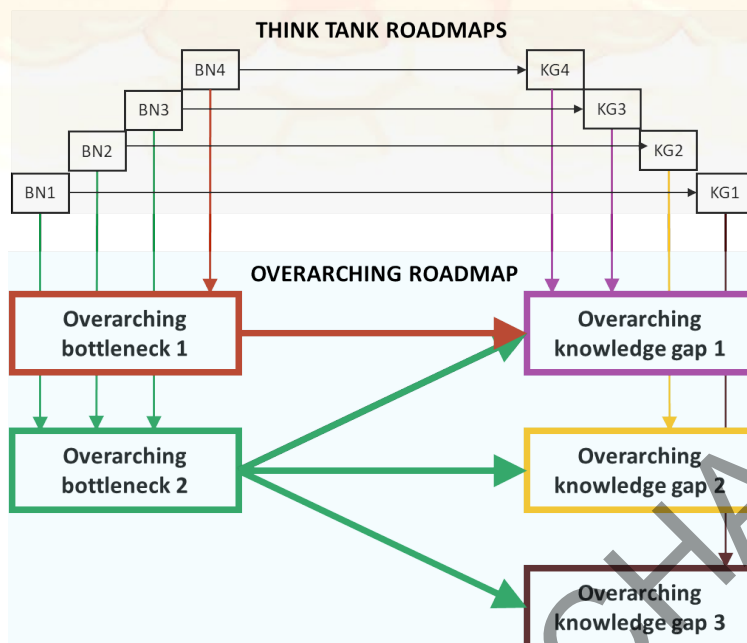 THINK TANK ROADMAPS
BN4
KG4
BN3
KG3
BN2
KG2
BN1
KG1
OVERARCHING ROADMAP
Overarching
bottleneck 1
Overarching
knowledge gap 1
Overarching
bottleneck 2
Overarching
knowledge gap 2
Overarching
knowledge gap 3
CHA